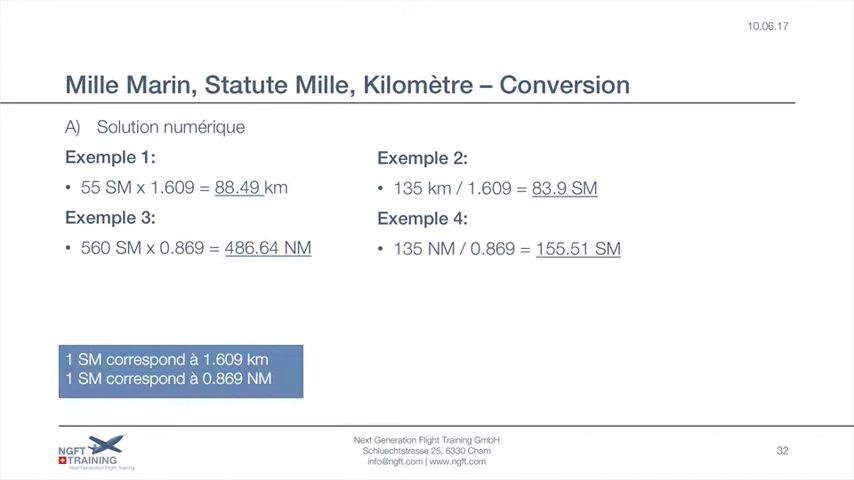 10.06.17
Mille Marin, Statute Mille, Kilomètre – Conversion
A) Solution numérique
Exemple 1:
• 55 SM x 1.609 = 88.49 km
Exemple 2:
• 135 km / 1.609 = 83.9 SM
Exemple 3:
• 560 SM x 0.869 = 486.64 NM
Exemple 4:
• 135 NM / 0.869 = 155.51 SM
1 SM correspond à 1.609 km
1 SM correspond à 0.869 NM
NGFT
TRAINING
Next Generation Flight Training
Next Generation Flight Training GmbH
Schluechtstrasse 25, 6330 Cham
info@ngft.com | www.ngft.com
32